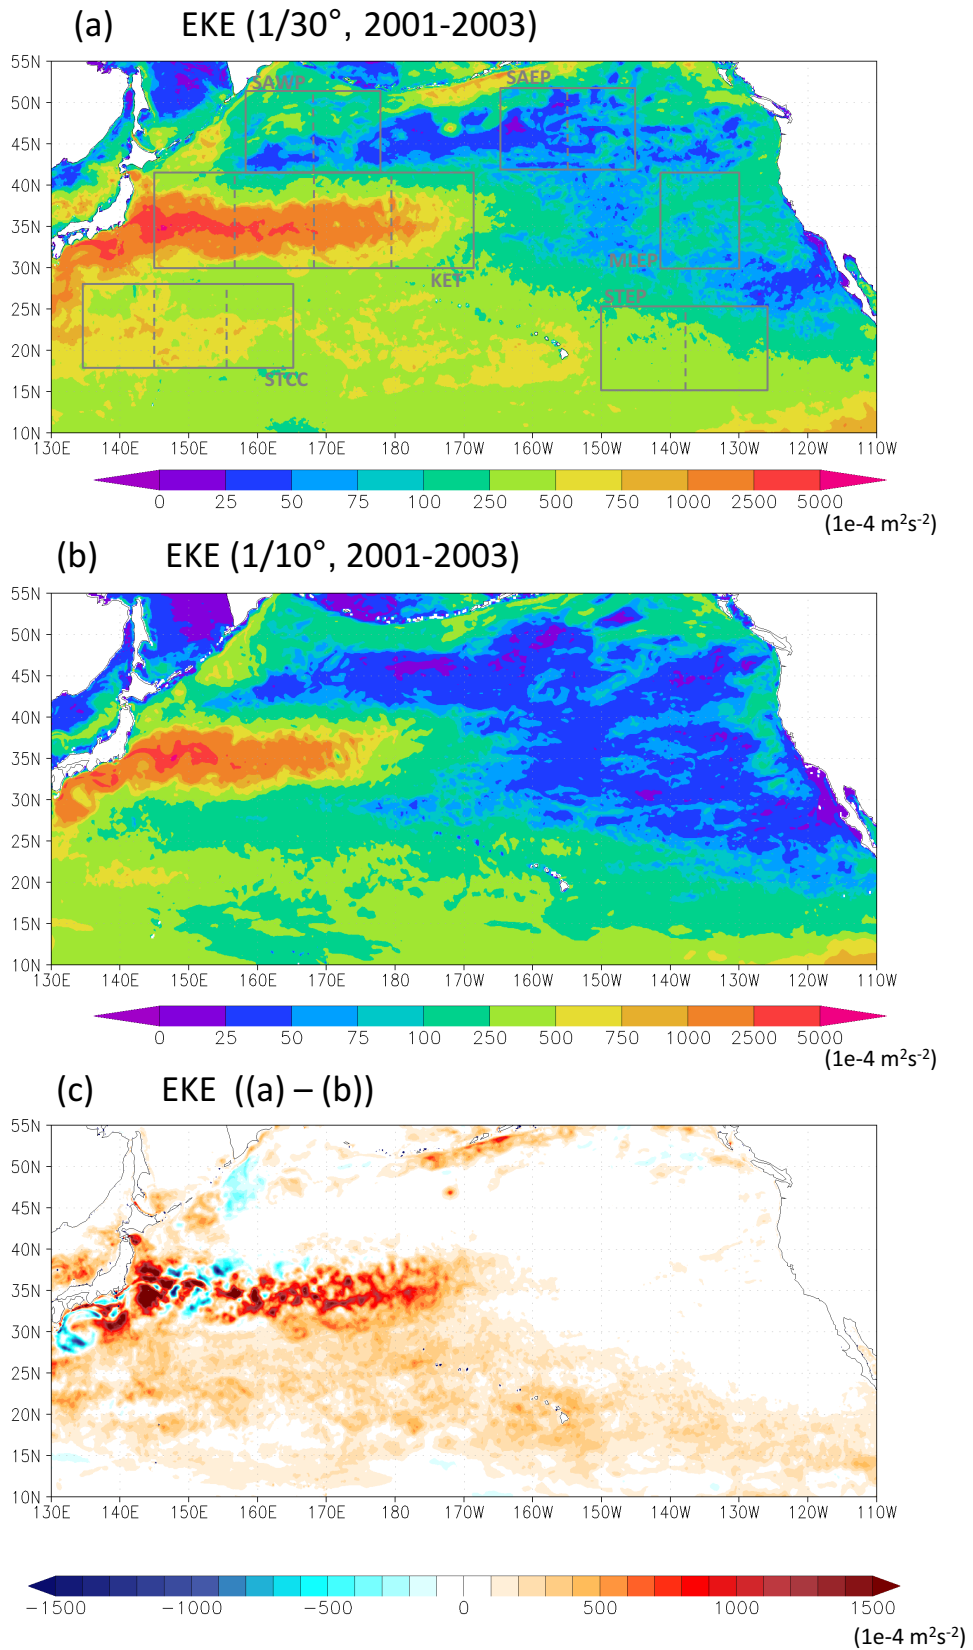 (a) EKE (1/30°, 2001-2003)
55N
50N
45N
40N
35N
30N
25N
20N
15N
10N
SAWP
SAEP
KET
MLEP
STEP
STCC
130E 140E 150E 160E 170E 180 170W 160W 150W 140W 130W 120W 110W
0 25 50 75 100 250 500 750 1000 2500 5000
(1e-4 m²s⁻²)
(b) EKE (1/10°, 2001-2003)
55N
50N
45N
40N
35N
30N
25N
20N
15N
10N
130E 140E 150E 160E 170E 180 170W 160W 150W 140W 130W 120W 110W
0 25 50 75 100 250 500 750 1000 2500 5000
(1e-4 m²s⁻²)
(c) EKE ((a) – (b))
55N
50N
45N
40N
35N
30N
25N
20N
15N
10N
130E 140E 150E 160E 170E 180 170W 160W 150W 140W 130W 120W 110W
−1500 −1000 −500 0 500 1000 1500
(1e-4 m²s⁻²)